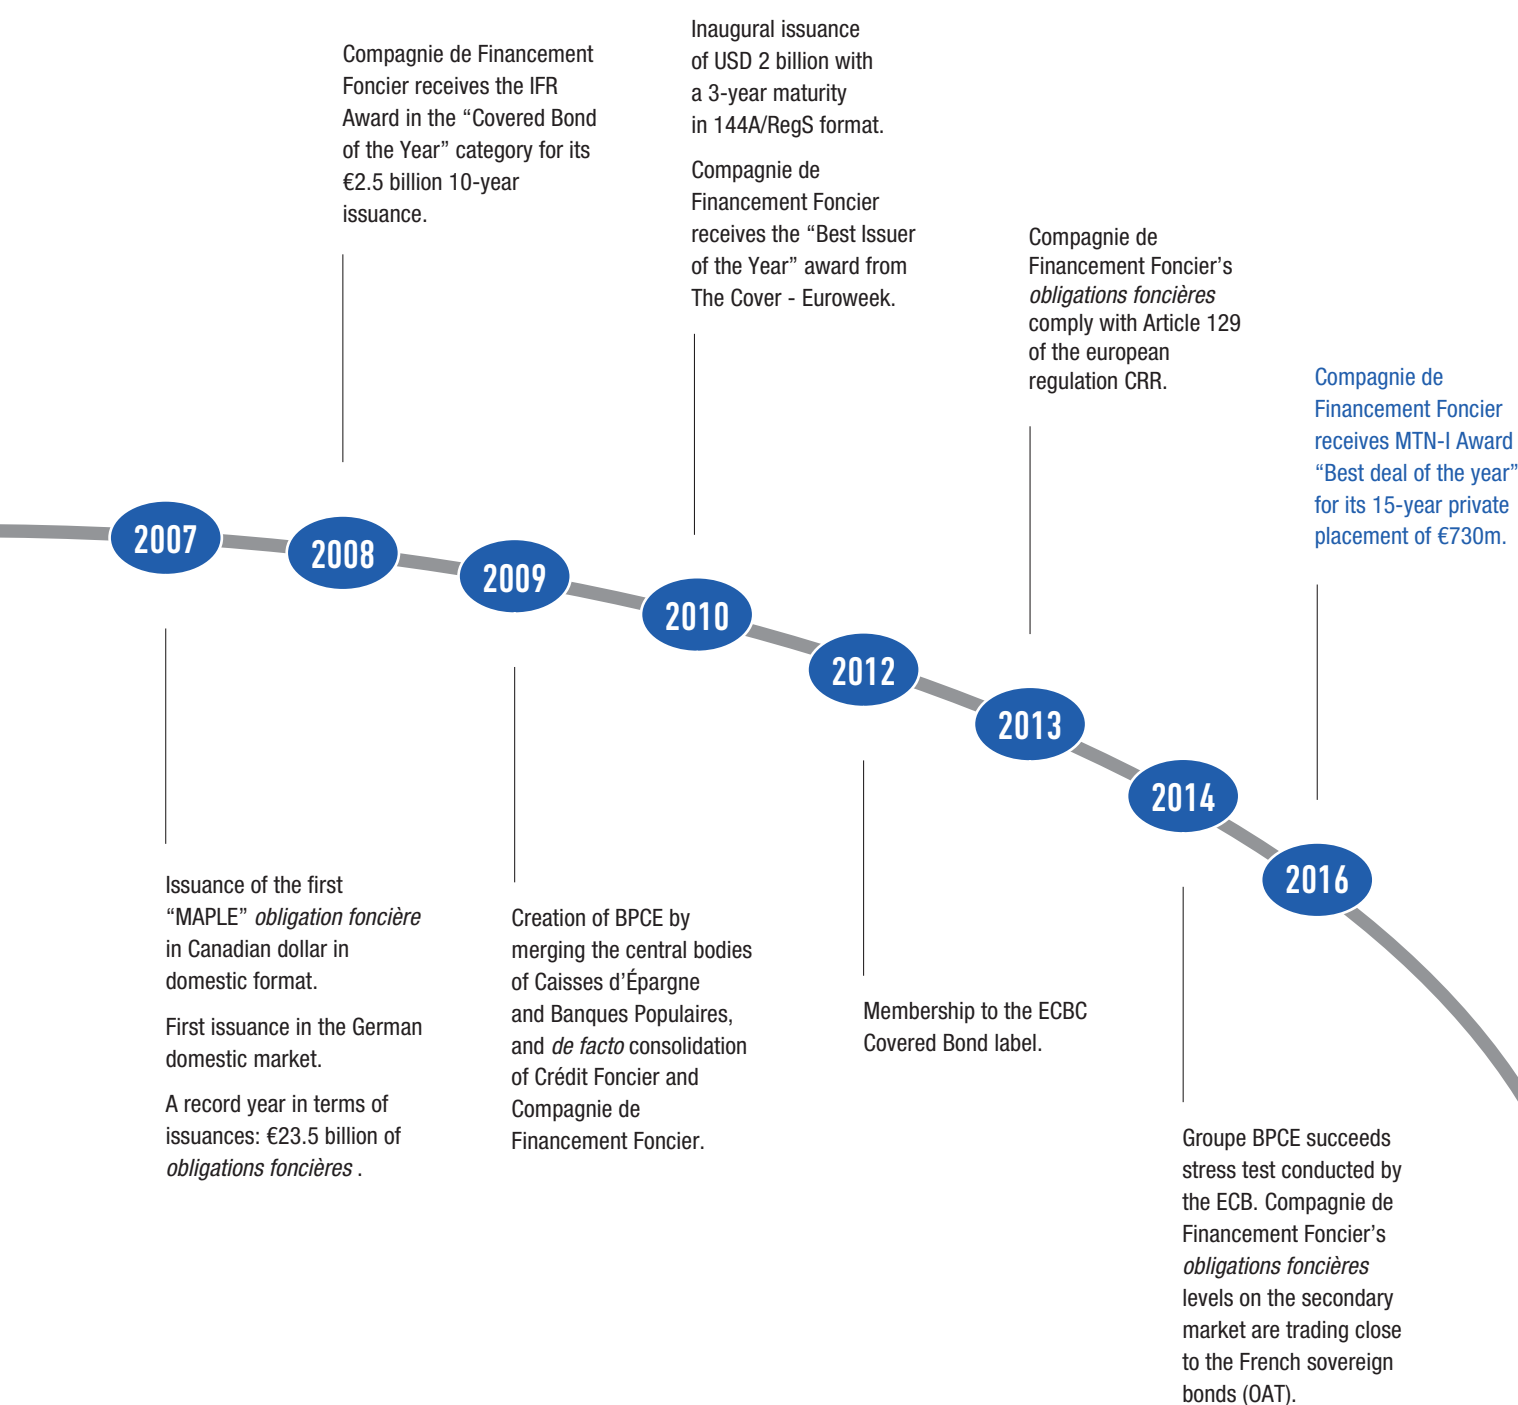 Compagnie de Financement
Foncier receives the IFR
Award in the “Covered Bond
of the Year” category for its
€2.5 billion 10-year
issuance.
Inaugural issuance
of USD 2 billion with
a 3-year maturity
in 144A/RegS format.
Compagnie de
Financement Foncier
receives the “Best Issuer
of the Year” award from
The Cover - Euroweek.
Compagnie de
Financement Foncier’s
obligations foncières
comply with Article 129
of the european
regulation CRR.
Compagnie de
Financement Foncier
receives MTN-I Award
“Best deal of the year”
for its 15-year private
placement of €730m.
2007
2008
2009
2010
2012
2013
2014
2016
Issuance of the first
“MAPLE” obligation foncière
in Canadian dollar in
domestic format.
First issuance in the German
domestic market.
A record year in terms of
issuances: €23.5 billion of
obligations foncières .
Creation of BPCE by
merging the central bodies
of Caisses d’Épargne
and Banques Populaires,
and de facto consolidation
of Crédit Foncier and
Compagnie de
Financement Foncier.
Membership to the ECBC
Covered Bond label.
Groupe BPCE succeeds
stress test conducted by
the ECB. Compagnie de
Financement Foncier’s
obligations foncières
levels on the secondary
market are trading close
to the French sovereign
bonds (OAT).